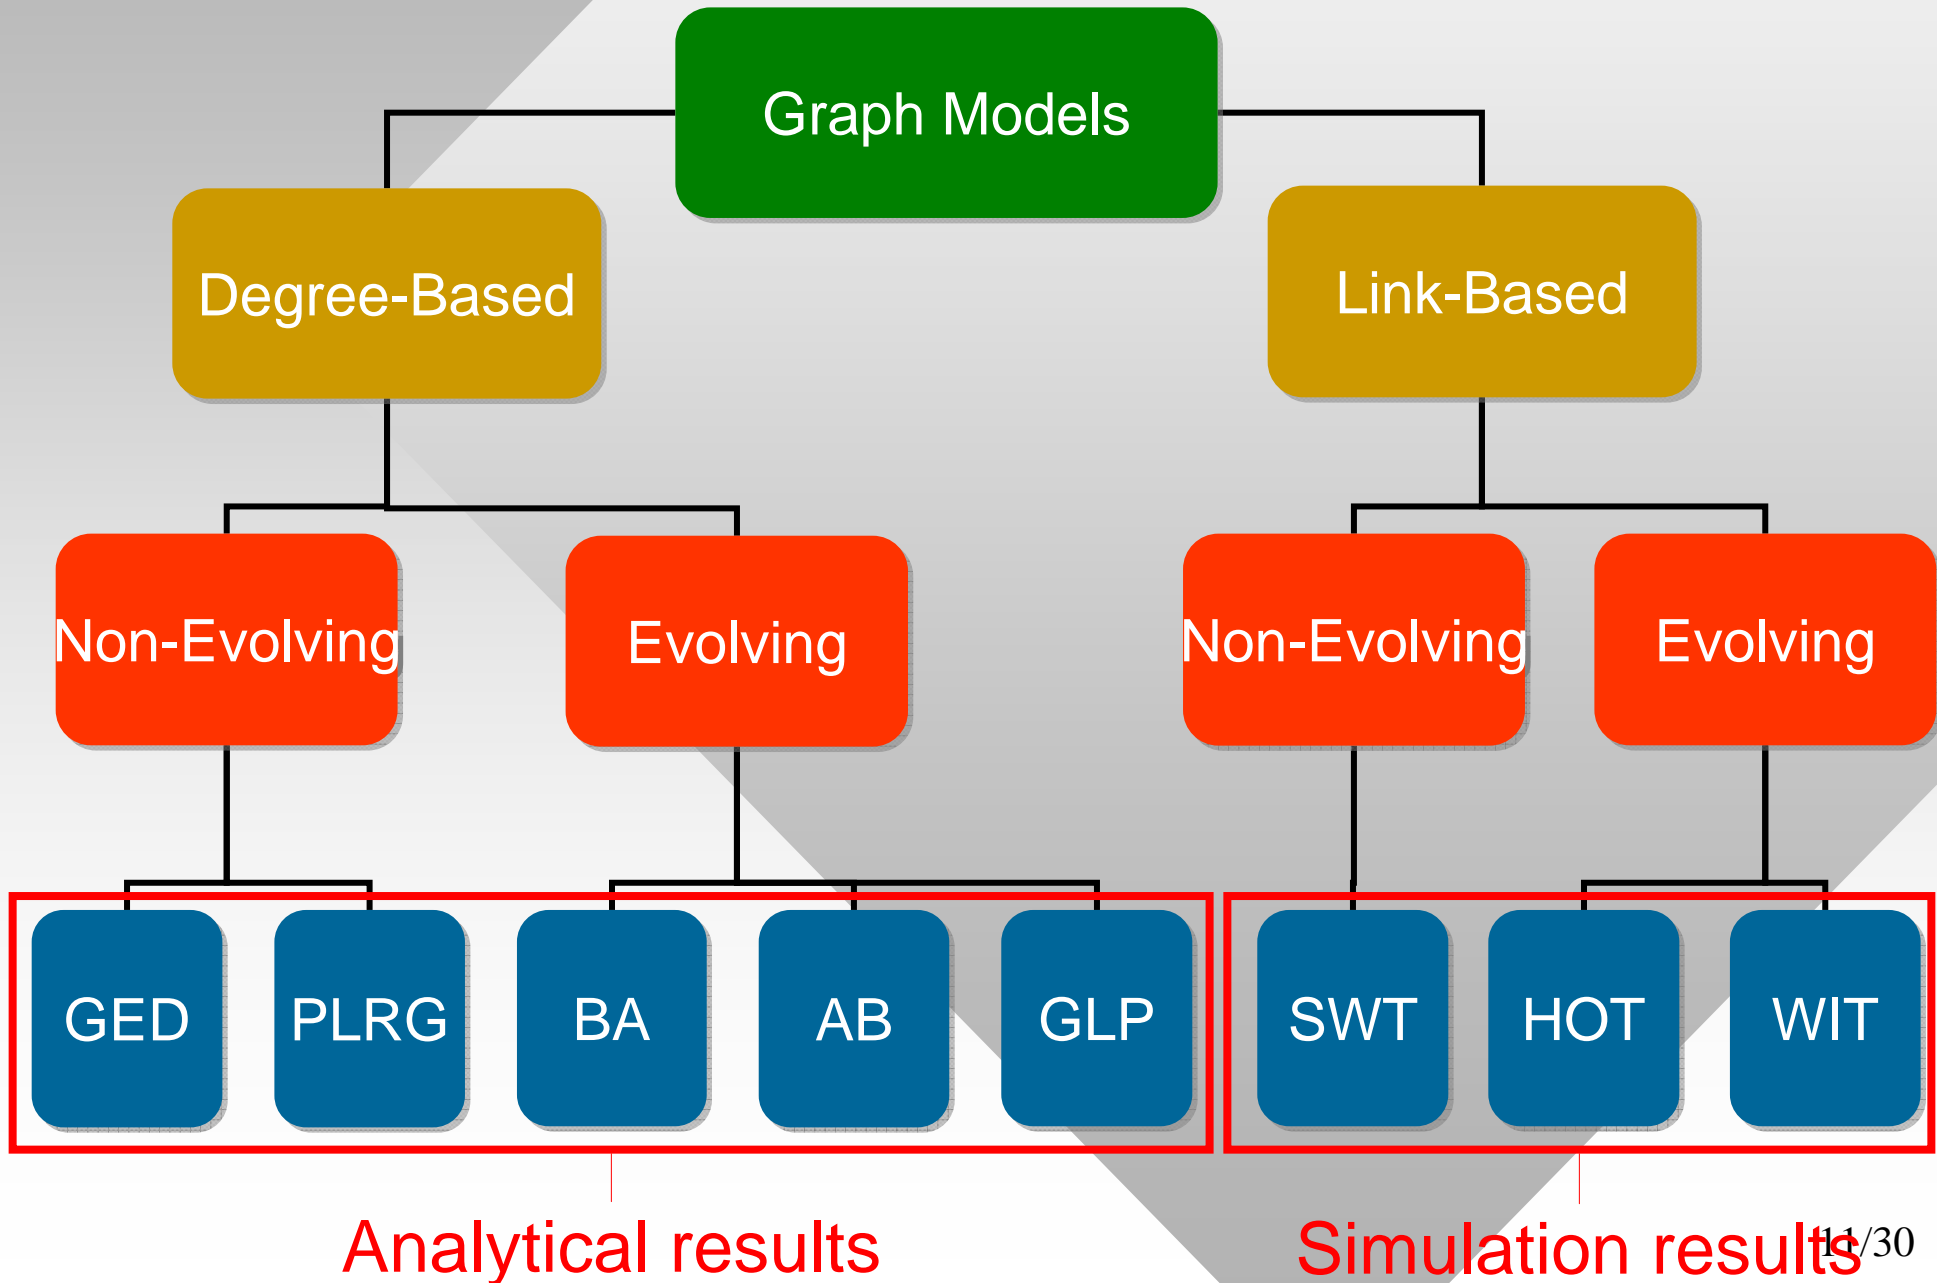 Graph Models
Degree-Based
Link-Based
Non-Evolving
Evolving
Non-Evolving
Evolving
GED
PLRG
BA
AB
GLP
SWT
HOT
WIT
Analytical results
Simulation results
11/30